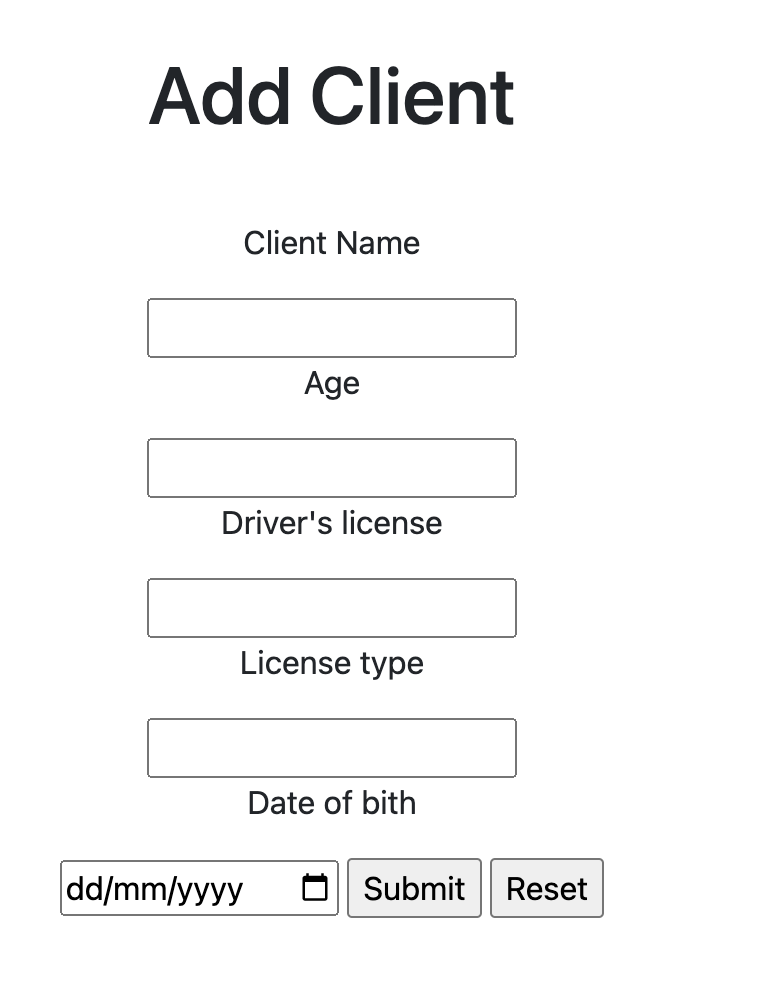 Add Client
Client Name
Age
Driver's license
License type
Date of bith
dd/mm/yyyy Submit Reset